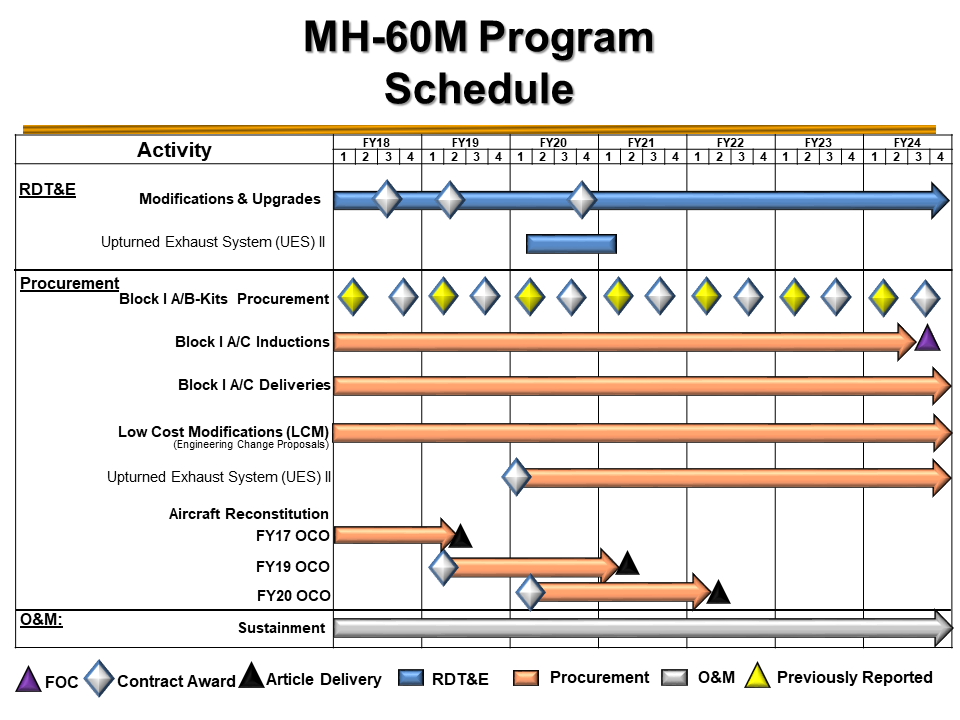 MH-60M Program
Schedule
Activity
FY18 FY19 FY20 FY21 FY22 FY23 FY24
1 2 3 4 1 2 3 4 1 2 3 4 1 2 3 4 1 2 3 4 1 2 3 4 1 2 3 4
RDT&E
Modifications & Upgrades
Upturned Exhaust System (UES) II
Procurement
Block I A/B-Kits Procurement
Block I A/C Inductions
Block I A/C Deliveries
Low Cost Modifications (LCM)
(Engineering Change Proposals)
Upturned Exhaust System (UES) II
Aircraft Reconstitution
FY17 OCO
FY19 OCO
FY20 OCO
O&M:
Sustainment
FOC Contract Award Article Delivery RDT&E Procurement O&M Previously Reported